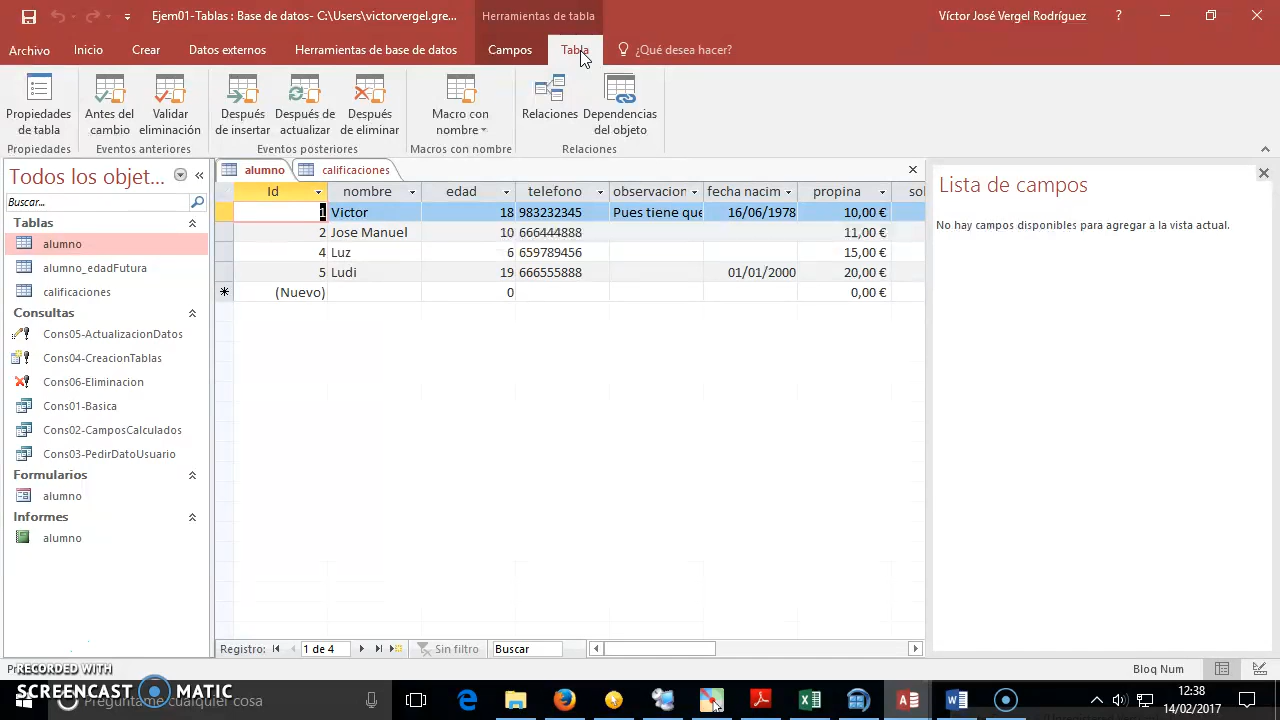 Ejem01-Tablas : Base de datos- C:\Users\victorvergel.gre...
Herramientas de tabla
Víctor José Vergel Rodríguez
?
Archivo
Inicio
Crear
Datos externos
Herramientas de base de datos
Campos
Tabla
¿Qué desea hacer?
Propiedades de tabla
Antes del cambio
Validar eliminación
Después de insertar
Después de actualizar
Después de eliminar
Macro con nombre
Relaciones
Dependencias del objeto
Propiedades
Eventos anteriores
Eventos posteriores
Macros con nombre
Relaciones
Todos los objet...
Buscar...
Tablas
alumno
alumno_edadFutura
calificaciones
Consultas
Cons05-ActualizacionDatos
Cons04-CreacionTablas
Cons06-Eliminacion
Cons01-Basica
Cons02-CamposCalculados
Cons03-PedirDatoUsuario
Formularios
alumno
Informes
alumno
alumno
calificaciones
Id nombre edad telefono observacion fecha nacim propina sol
1 Victor 18 983232345 Pues tiene que 16/06/1978 10,00 €
2 Jose Manuel 10 666444888 11,00 €
4 Luz 6 659789456 15,00 €
5 Ludi 19 666555888 01/01/2000 20,00 €
(Nuevo) 0 0,00 €
Registro: 1 de 4 Sin filtro Buscar
Lista de campos
No hay campos disponibles para agregar a la vista actual.
Bloq Num
RECORDED WITH
SCREENCAST MATIC
Pregúntame cualquier cosa
12:38
14/02/2017